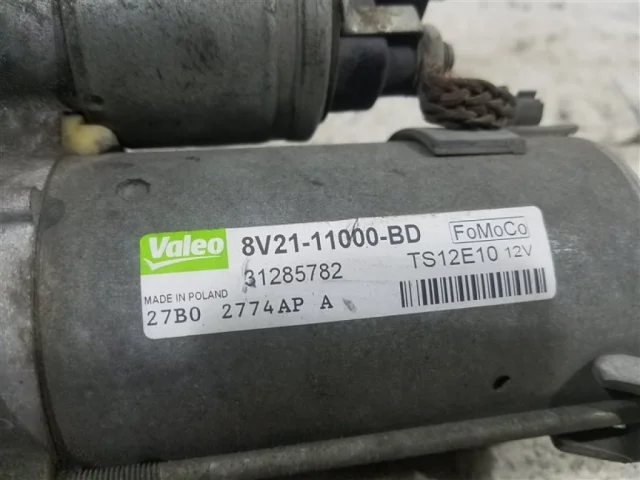 Valeo 8V21-11000-BD FoMoCo
31285782 TS12E10 12V
MADE IN POLAND
27B0 2774AP A